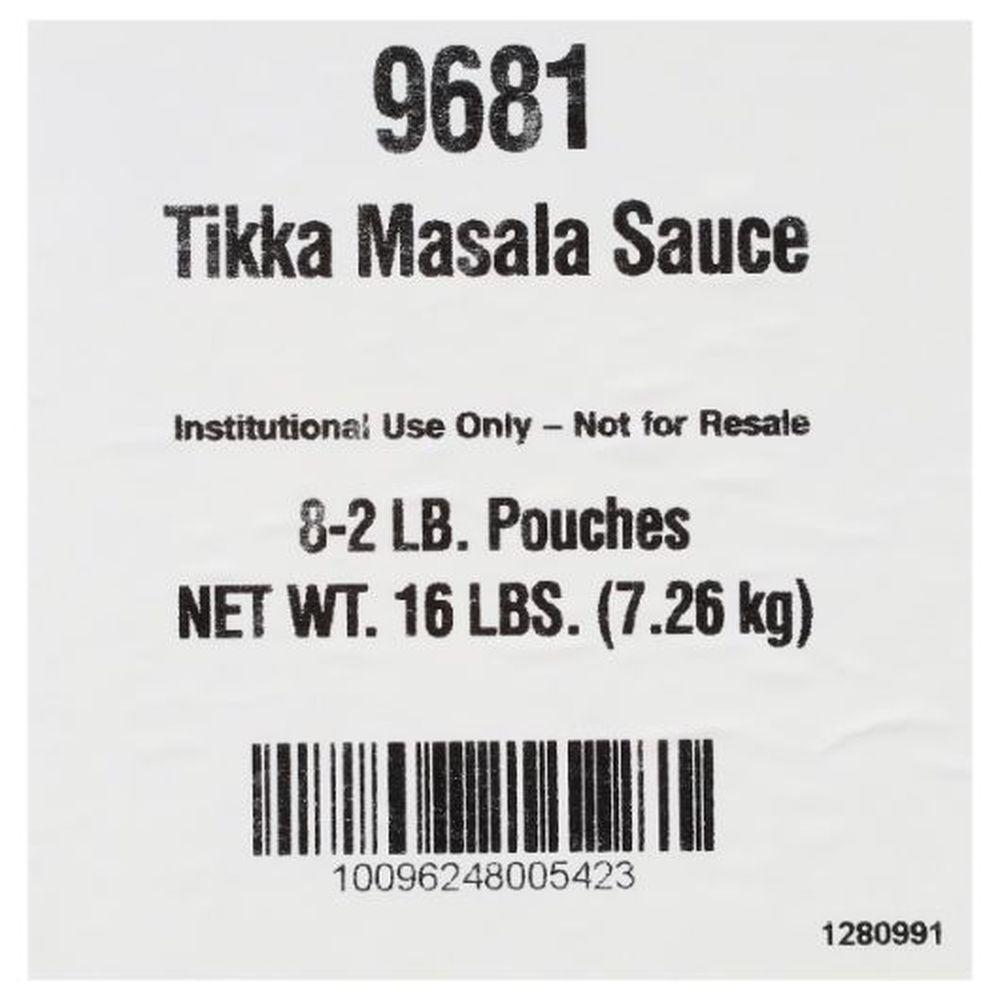 9681
Tikka Masala Sauce
Institutional Use Only – Not for Resale
8-2 LB. Pouches
NET WT. 16 LBS. (7.26 kg)
10096248005423
1280991